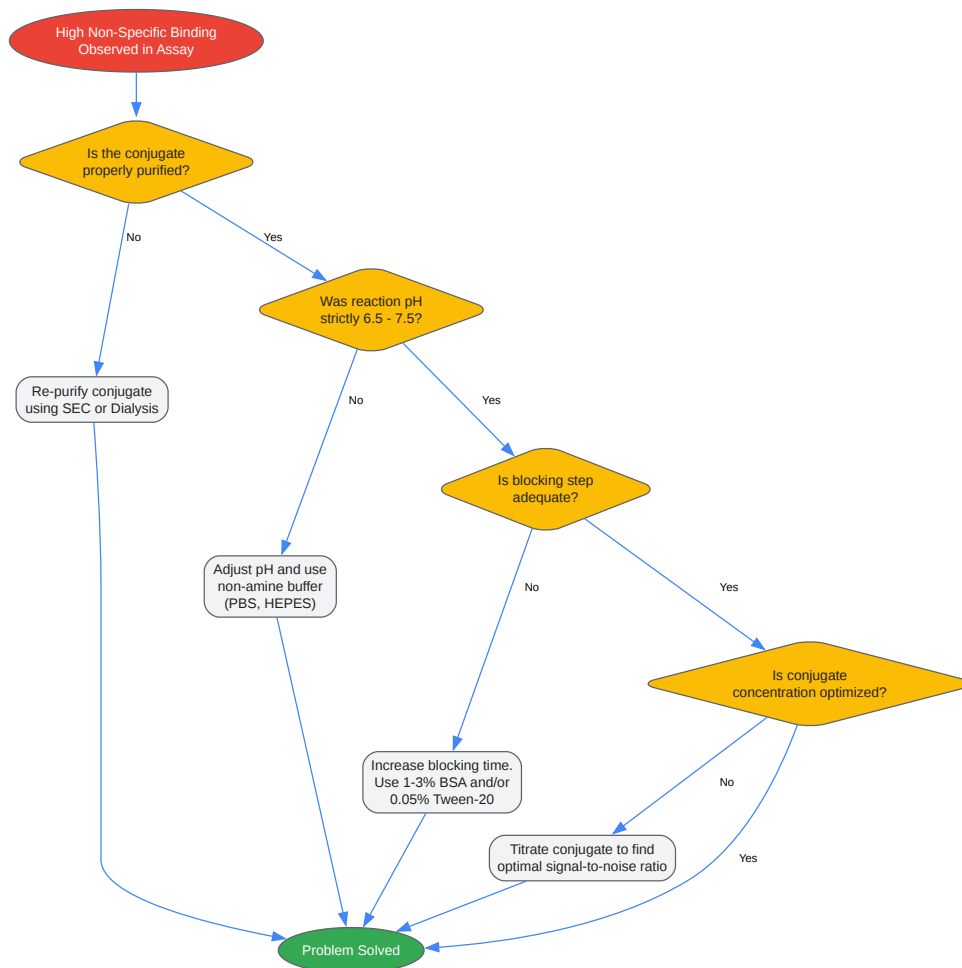 High Non-Specific Binding
Observed in Assay
Is the conjugate
properly purified?
No
Yes
Was reaction pH
strictly 6.5 - 7.5?
Re-purify conjugate
using SEC or Dialysis
No
Yes
Is blocking step
adequate?
Adjust pH and use
non-amine buffer
(PBS, HEPES)
No
Yes
Is conjugate
concentration optimized?
Increase blocking time.
Use 1-3% BSA and/or
0.05% Tween-20
No
Titrate conjugate to find
optimal signal-to-noise ratio
Yes
Problem Solved